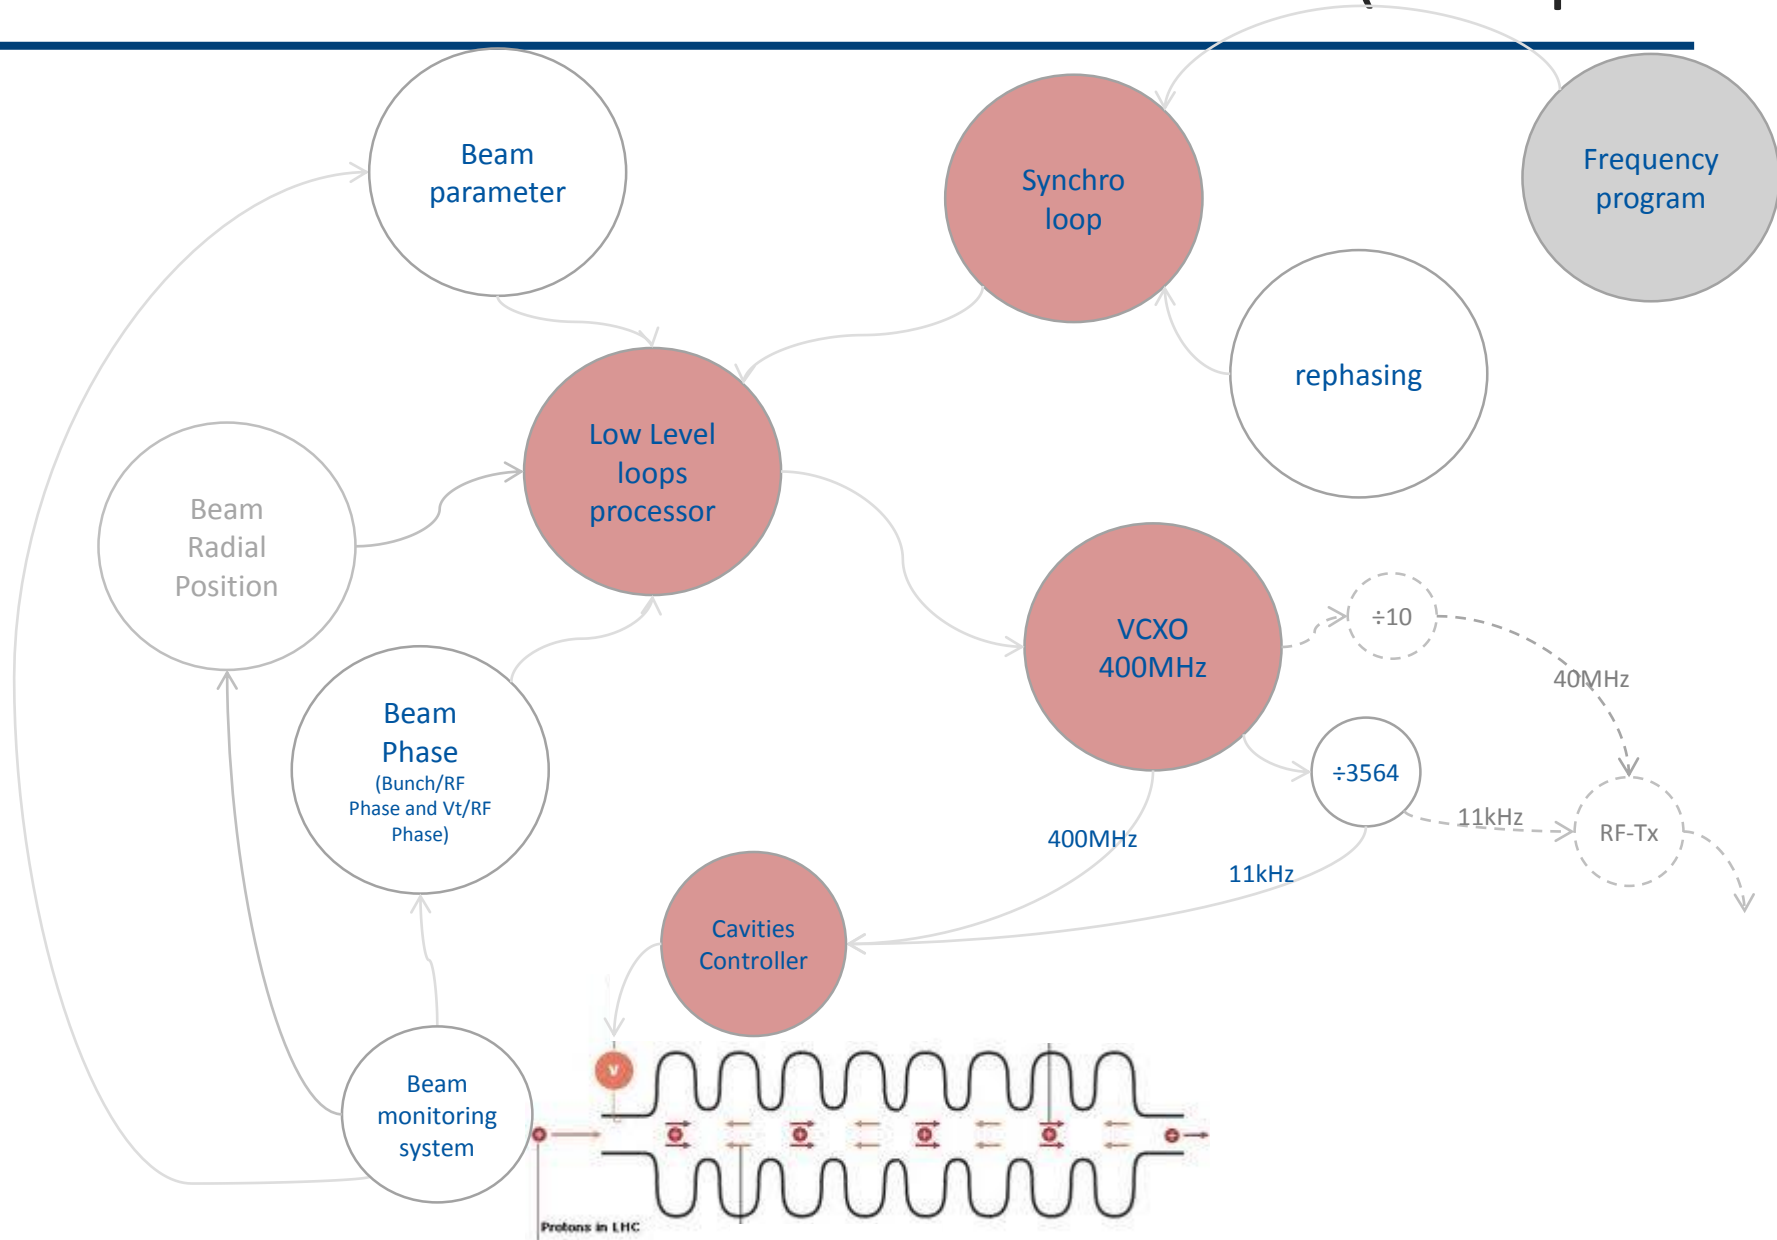 Beam
parameter
Synchro
loop
Frequency
program
rephasing
Low Level
loops
processor
Beam
Radial
Position
VCXO
400MHz
÷10
40MHz
Beam
Phase
(Bunch/RF
Phase and Vt/RF
Phase)
÷3564
11kHz
RF-Tx
400MHz
11kHz
Cavities
Controller
Beam
monitoring
system
V
Protons in LHC